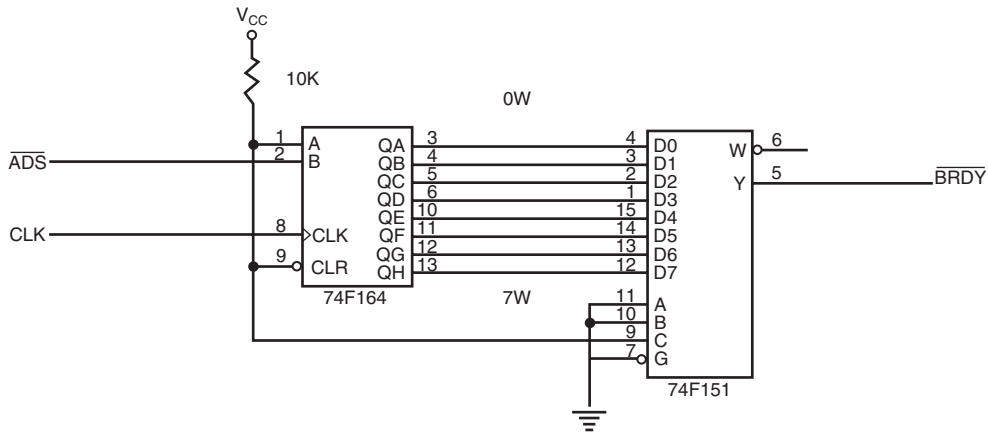 V_CC
10K
0W
ADS
CLK
1 A
2 B
8 CLK
9 CLR
QA 3
QB 4
QC 5
QD 6
QE 10
QF 11
QG 12
QH 13
74F164
7W
4 D0
3 D1
2 D2
1 D3
15 D4
14 D5
13 D6
12 D7
11 A
10 B
9 C
7 G
W 6
Y 5
BRDY
74F151